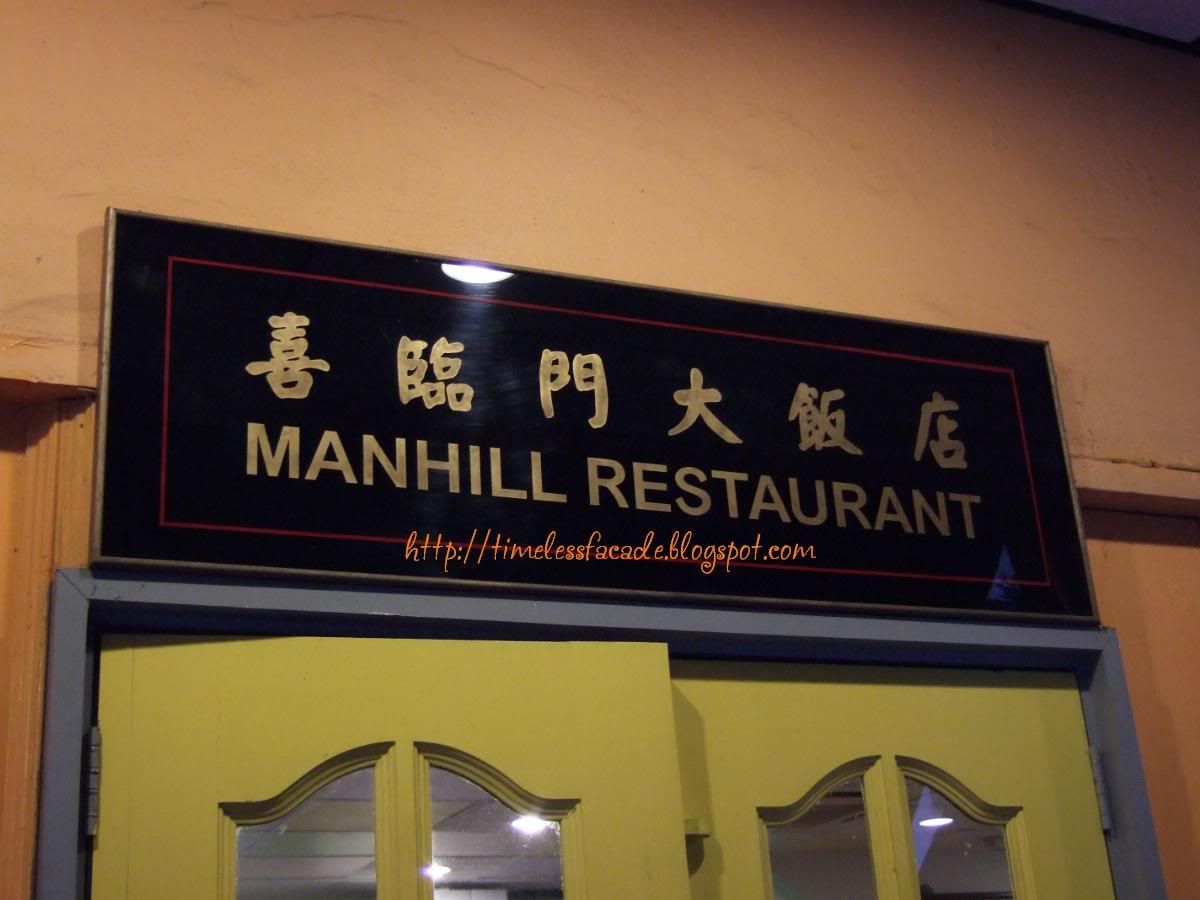 喜臨門大飯店
MANHILL RESTAURANT
http://timelessfacade.blogspot.com